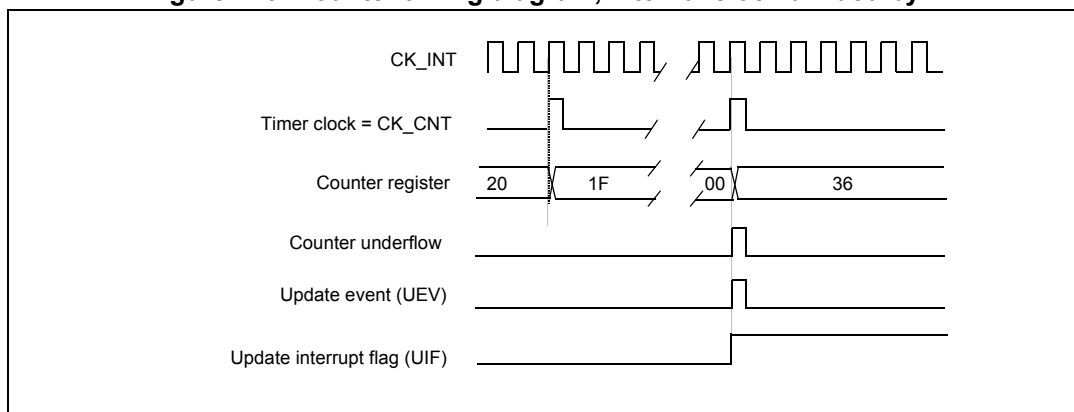 CK_INT
Timer clock = CK_CNT
Counter register 20 1F 00 36
Counter underflow
Update event (UEV)
Update interrupt flag (UIF)